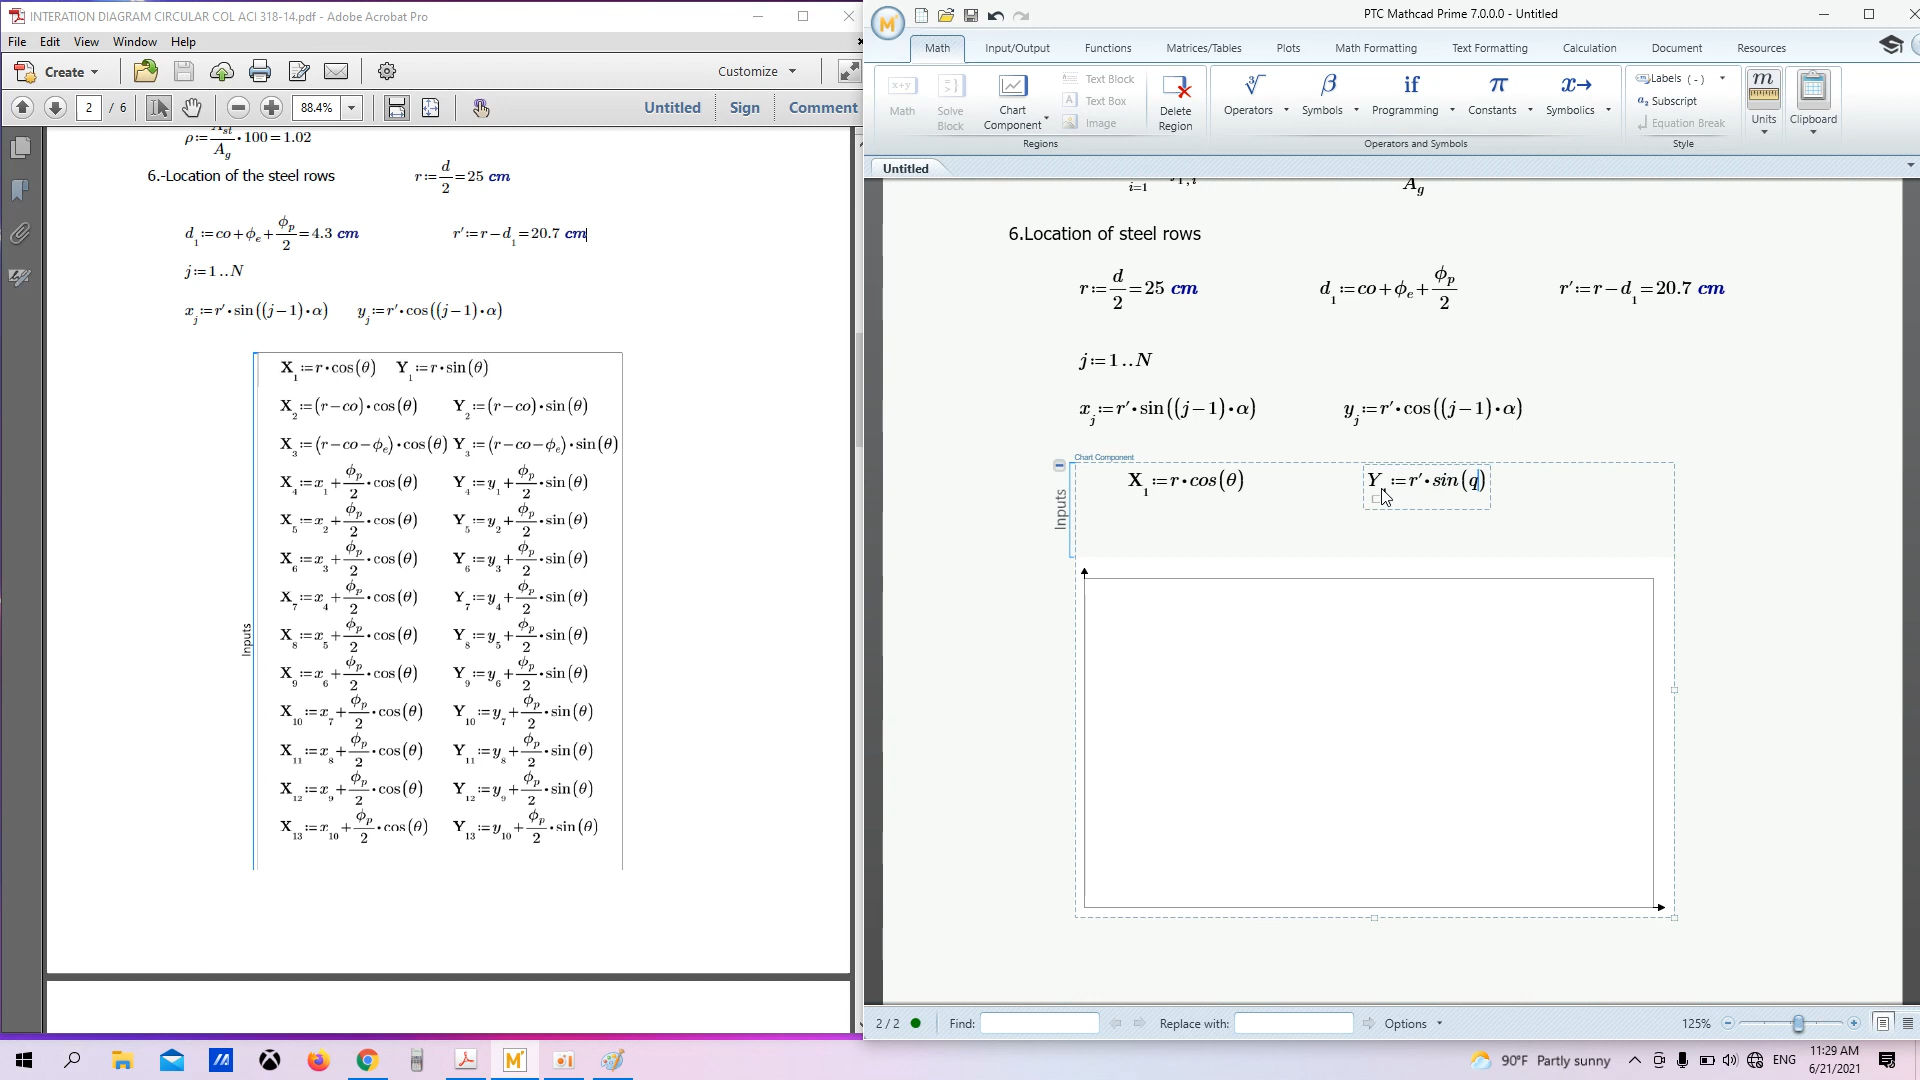 INTERATION DIAGRAM CIRCULAR COL ACI 318-14.pdf - Adobe Acrobat Pro
File Edit View Window Help
Create
Customize
2 / 6
88.4%
Untitled Sign Comment
ρ:=A_st/A_g·100=1.02
6.-Location of the steel rows r:=d/2=25 cm
d_1:=co+ϕ_e+ϕ_p/2=4.3 cm r′:=r−d_1=20.7 cm
j:=1..N
x_j:=r′·sin((j−1)·α) y_j:=r′·cos((j−1)·α)
X_1:=r·cos(θ) Y_1:=r·sin(θ)
X_2:=(r−co)·cos(θ) Y_2:=(r−co)·sin(θ)
X_3:=(r−co−ϕ_e)·cos(θ) Y_3:=(r−co−ϕ_e)·sin(θ)
X_4:=x_1+ϕ_p/2·cos(θ) Y_4:=y_1+ϕ_p/2·sin(θ)
X_5:=x_2+ϕ_p/2·cos(θ) Y_5:=y_2+ϕ_p/2·sin(θ)
X_6:=x_3+ϕ_p/2·cos(θ) Y_6:=y_3+ϕ_p/2·sin(θ)
X_7:=x_4+ϕ_p/2·cos(θ) Y_7:=y_4+ϕ_p/2·sin(θ)
X_8:=x_5+ϕ_p/2·cos(θ) Y_8:=y_5+ϕ_p/2·sin(θ)
X_9:=x_6+ϕ_p/2·cos(θ) Y_9:=y_6+ϕ_p/2·sin(θ)
X_10:=x_7+ϕ_p/2·cos(θ) Y_10:=y_7+ϕ_p/2·sin(θ)
X_11:=x_8+ϕ_p/2·cos(θ) Y_11:=y_8+ϕ_p/2·sin(θ)
X_12:=x_9+ϕ_p/2·cos(θ) Y_12:=y_9+ϕ_p/2·sin(θ)
X_13:=x_10+ϕ_p/2·cos(θ) Y_13:=y_10+ϕ_p/2·sin(θ)
Inputs
PTC Mathcad Prime 7.0.0.0 - Untitled
Math Input/Output Functions Matrices/Tables Plots Math Formatting Text Formatting Calculation Document Resources
Math
Solve Block
Chart Component
Text Block
Text Box
Image
Delete Region
Regions
Operators
Symbols
Programming
Constants
Symbolics
Operators and Symbols
Labels ( - )
Subscript
Equation Break
Style
Units
Clipboard
Untitled
i=1
A_g
6.Location of steel rows
r:=d/2=25 cm d_1:=co+ϕ_e+ϕ_p/2 r′:=r−d_1=20.7 cm
j:=1..N
x_j:=r′·sin((j−1)·α) y_j:=r′·cos((j−1)·α)
Chart Component
X_1:=r·cos(θ) Y:=r′·sin(q)
Inputs
2 / 2 Find: Replace with: Options 125%
90°F Partly sunny ENG 11:29 AM
6/21/2021